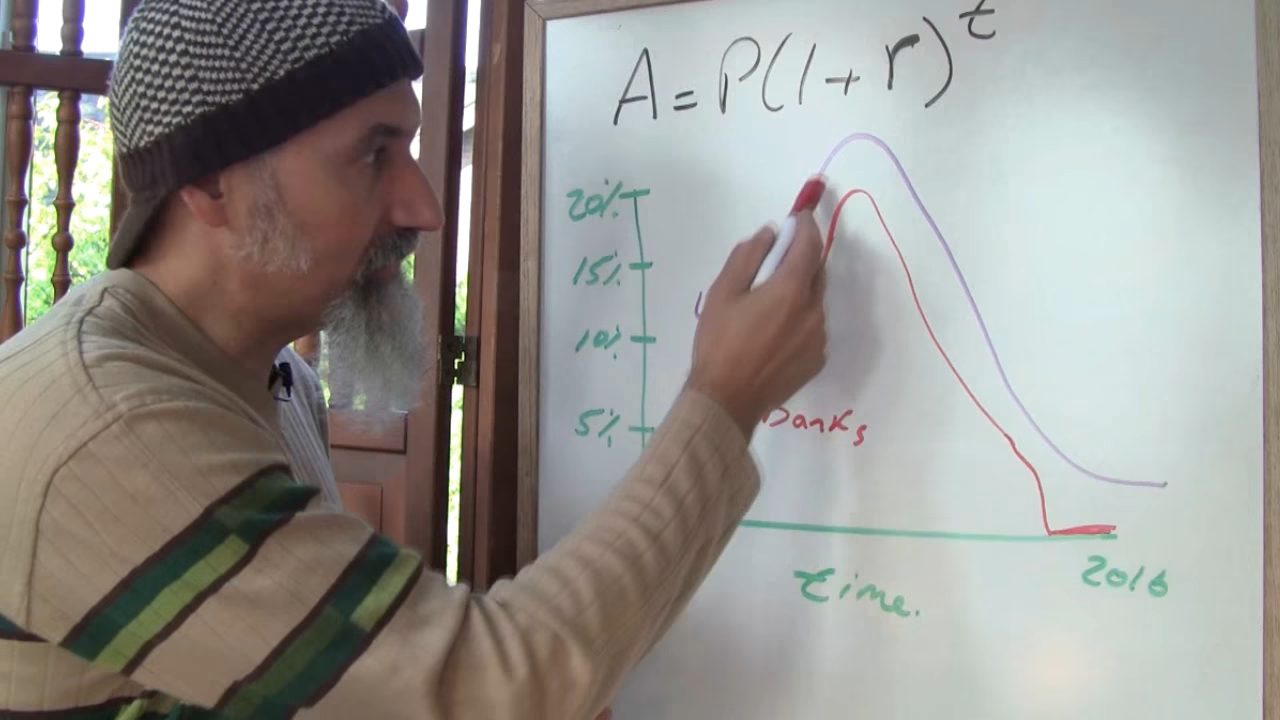 A = P(1 + r)^t
20%
15%
10%
5%
Banks
time.
2016